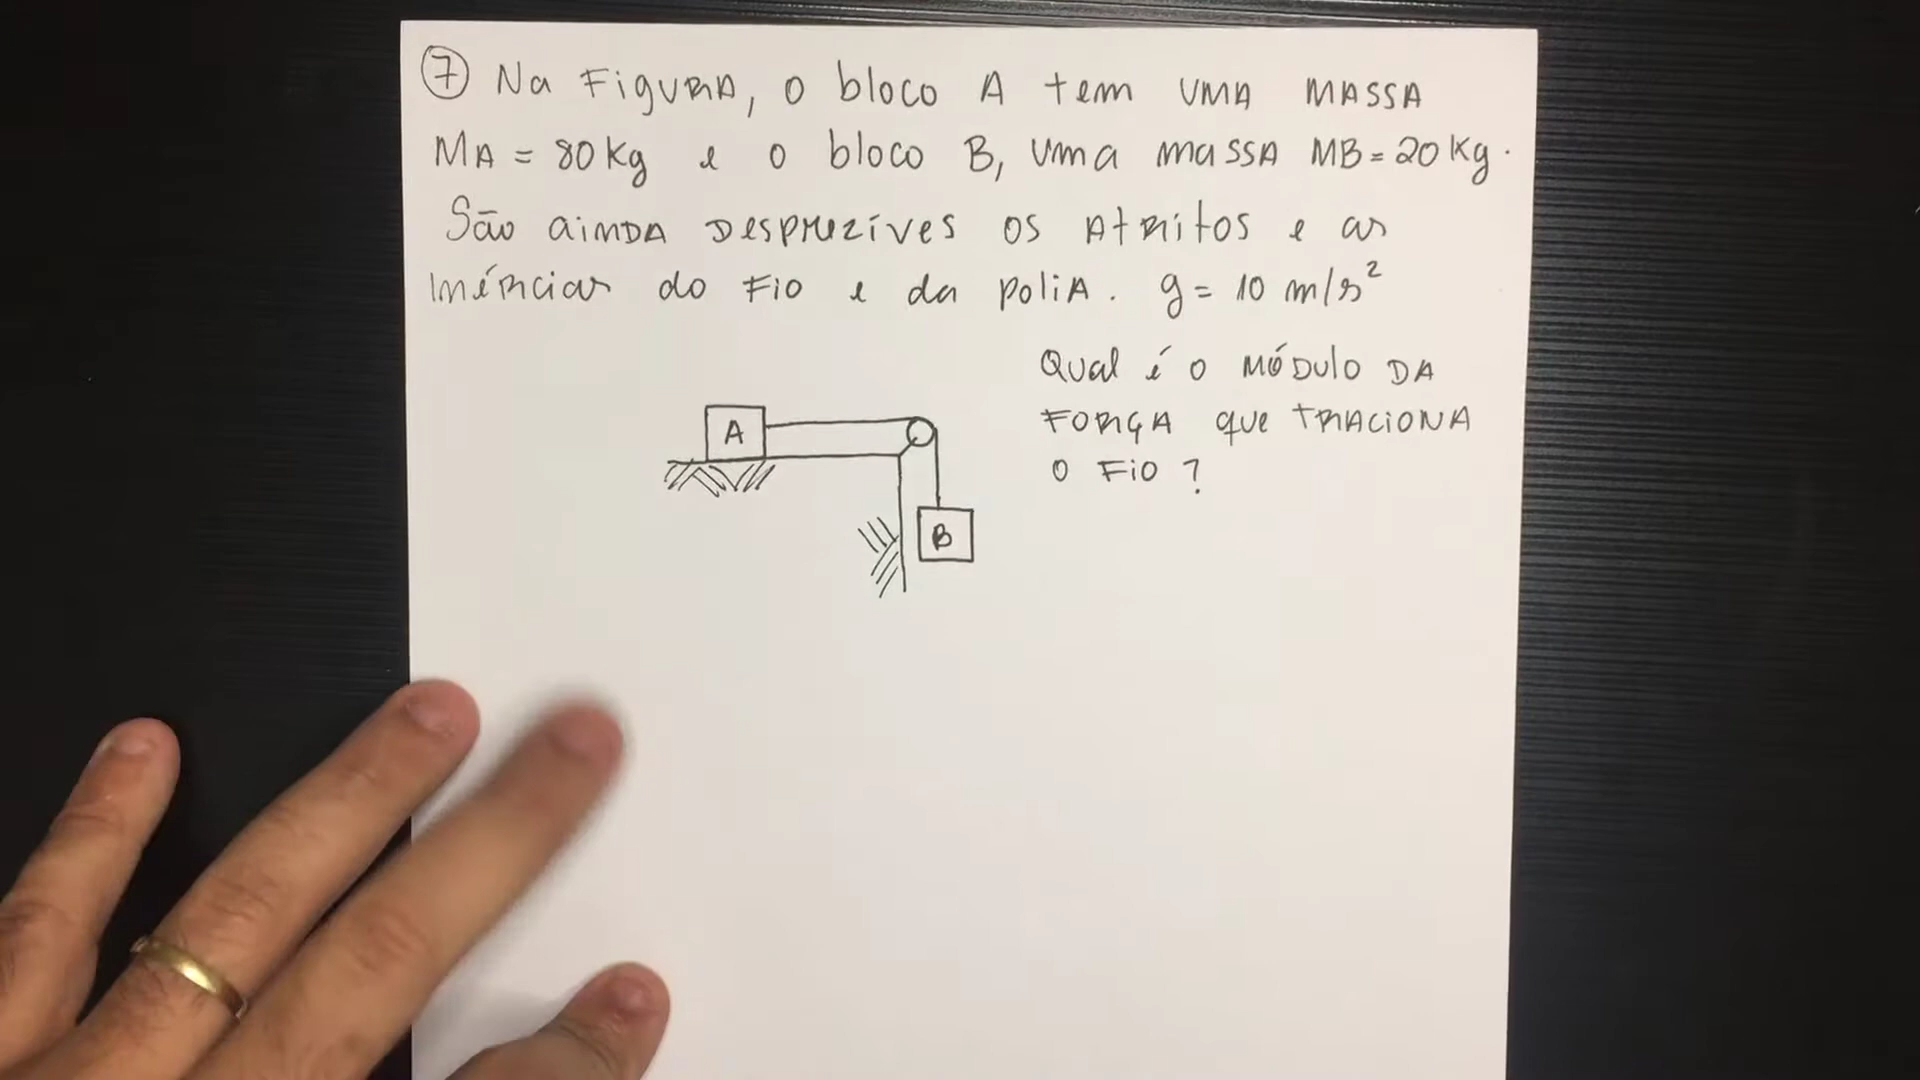 7 Na Figura, o bloco A tem uma massa
MA = 80 kg e o bloco B, uma massa MB = 20 kg.
São ainda desprezíves os atritos e as
inércias do fio e da polia. g = 10 m/s²
Qual é o módulo da
força que traciona
o fio?
A
B